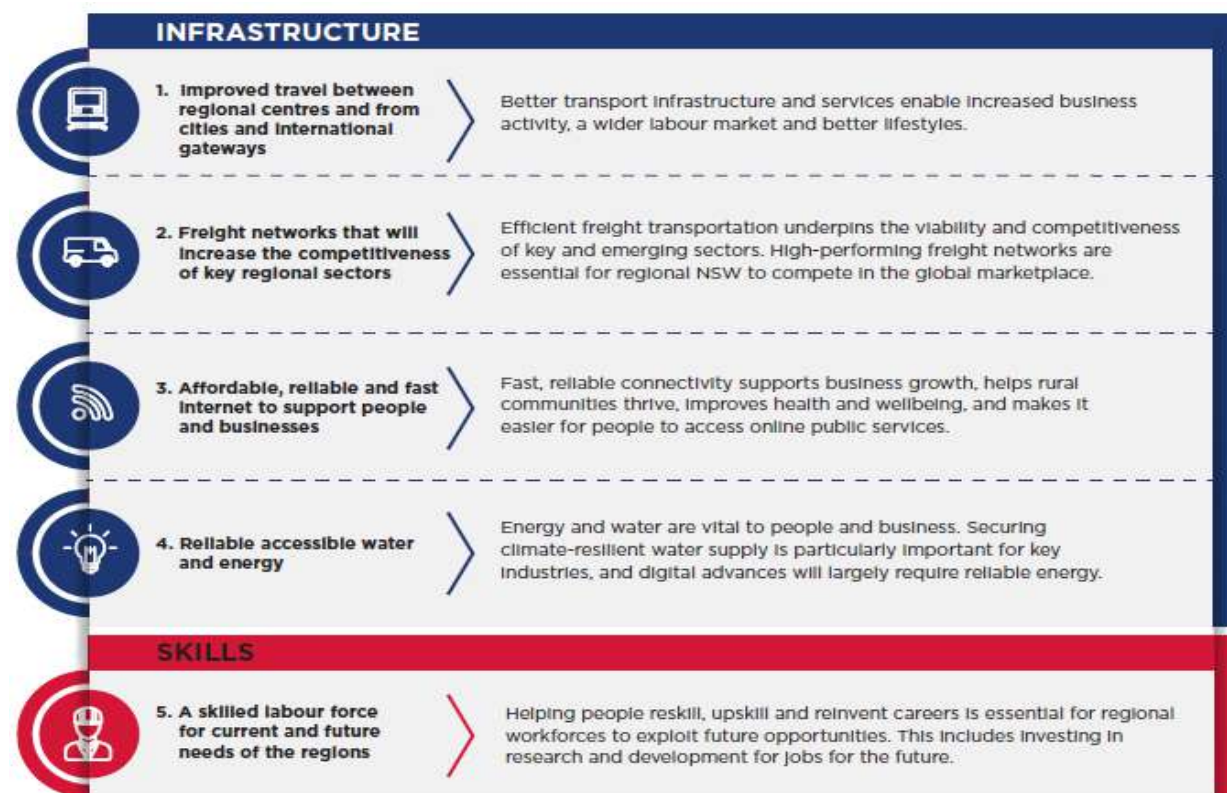 INFRASTRUCTURE
1. Improved travel between
regional centres and from
cities and international
gateways
Better transport infrastructure and services enable increased business
activity, a wider labour market and better lifestyles.
2. Freight networks that will
increase the competitiveness
of key regional sectors
Efficient freight transportation underpins the viability and competitiveness
of key and emerging sectors. High-performing freight networks are
essential for regional NSW to compete in the global marketplace.
3. Affordable, reliable and fast
internet to support people
and businesses
Fast, reliable connectivity supports business growth, helps rural
communities thrive, improves health and wellbeing, and makes it
easier for people to access online public services.
4. Reliable accessible water
and energy
Energy and water are vital to people and business. Securing
climate-resilient water supply is particularly important for key
industries, and digital advances will largely require reliable energy.
SKILLS
5. A skilled labour force
for current and future
needs of the regions
Helping people reskill, upskill and reinvent careers is essential for regional
workforces to exploit future opportunities. This includes investing in
research and development for jobs for the future.